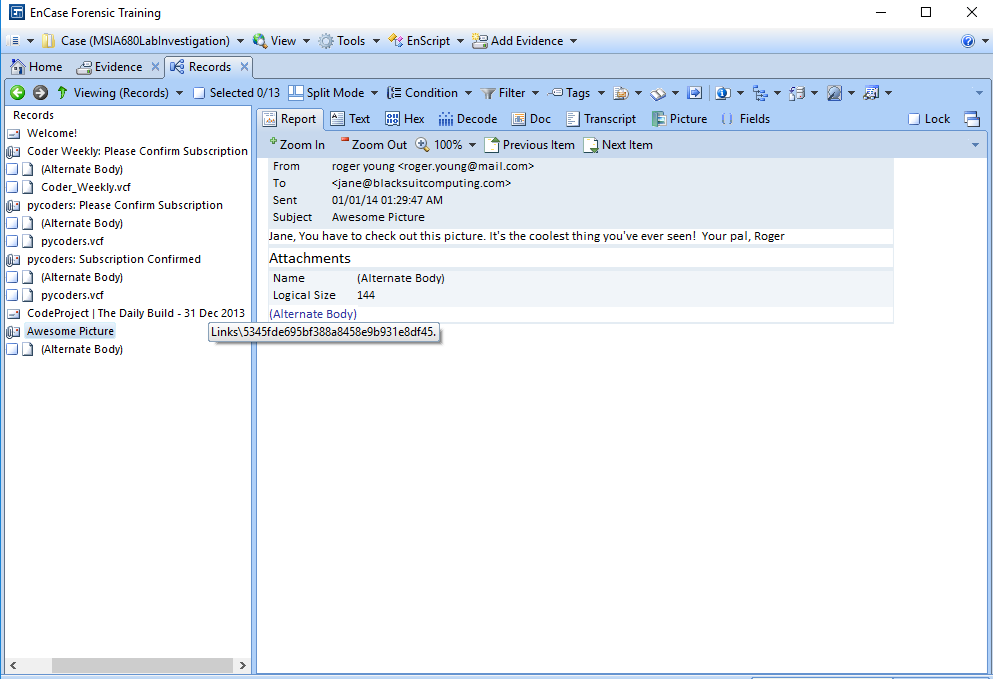 EnCase Forensic Training
Case (MSIA680LabInvestigation) View Tools EnScript Add Evidence
Home Evidence Records
Viewing (Records) Selected 0/13 Split Mode Condition Filter Tags
Records
Welcome!
Coder Weekly: Please Confirm Subscription
(Alternate Body)
Coder_Weekly.vcf
pycoders: Please Confirm Subscription
(Alternate Body)
pycoders.vcf
pycoders: Subscription Confirmed
(Alternate Body)
pycoders.vcf
CodeProject | The Daily Build - 31 Dec 2013
Awesome Picture
(Alternate Body)
Links\5345fde695bf388a8458e9b931e8df45.
Report Text Hex Decode Doc Transcript Picture Fields Lock
Zoom In Zoom Out 100% Previous Item Next Item
From roger young <roger.young@mail.com>
To <jane@blacksuitcomputing.com>
Sent 01/01/14 01:29:47 AM
Subject Awesome Picture
Jane, You have to check out this picture. It's the coolest thing you've ever seen!  Your pal, Roger
Attachments
Name (Alternate Body)
Logical Size 144
(Alternate Body)